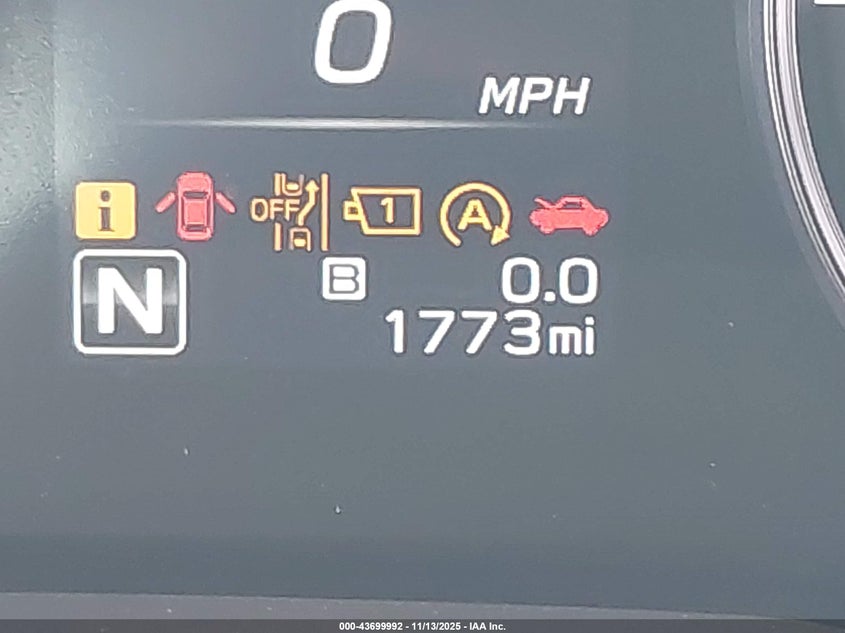 0
MPH
i OFF 1 A
N B 0.0
1773mi
000-43699992 - 11/13/2025 - IAA Inc.